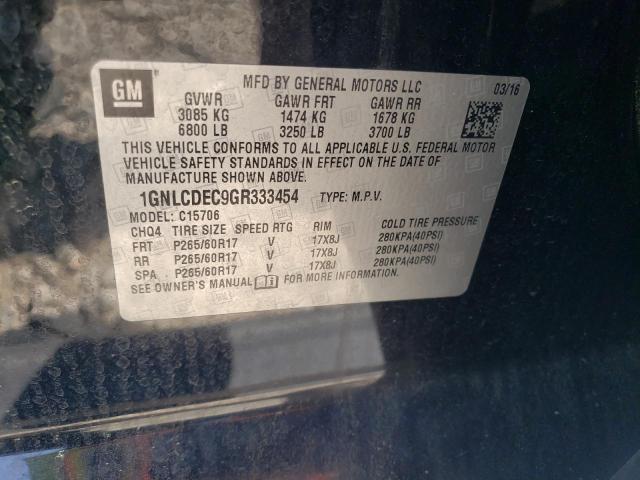 GM
MFD BY GENERAL MOTORS LLC
03/16
GVWR GAWR FRT GAWR RR
3085 KG 1474 KG 1678 KG
6800 LB 3250 LB 3700 LB
THIS VEHICLE CONFORMS TO ALL APPLICABLE U.S. FEDERAL MOTOR
VEHICLE SAFETY STANDARDS IN EFFECT ON THE DATE OF
MANUFACTURE SHOWN ABOVE.
1GNLCDEC9GR333454 TYPE: M.P.V.
MODEL: C15706
CHQ4 TIRE SIZE SPEED RTG RIM COLD TIRE PRESSURE
FRT P265/60R17 V 17X8J 280KPA(40PSI)
RR P265/60R17 V 17X8J 280KPA(40PSI)
SPA P265/60R17 V 17X8J 280KPA(40PSI)
SEE OWNER'S MANUAL FOR MORE INFORMATION.